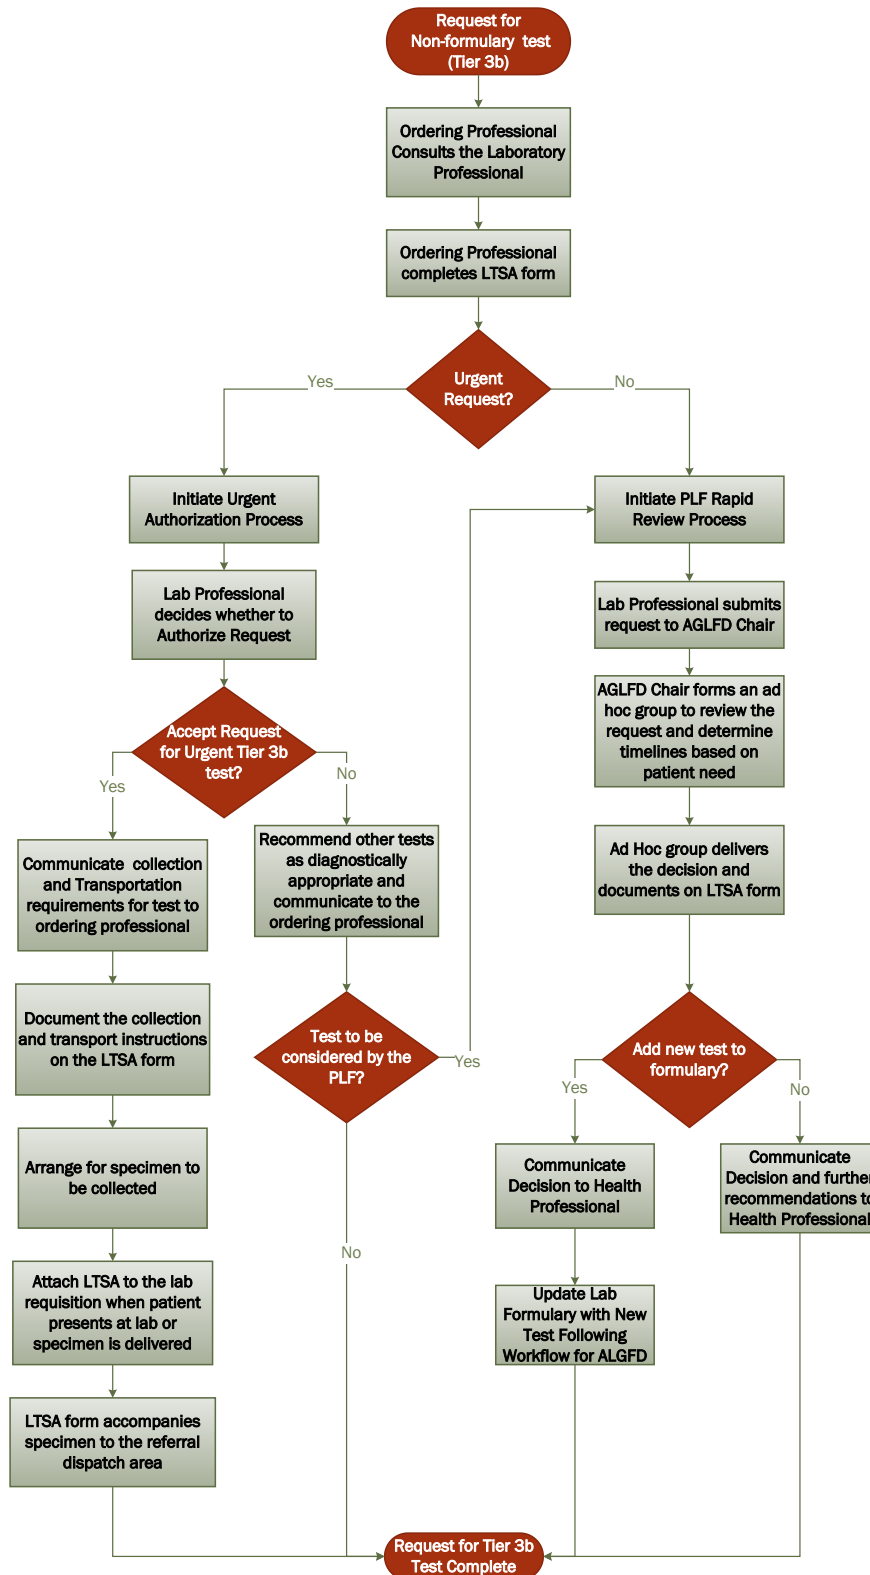 Request for
Non-formulary test
(Tier 3b)
Ordering Professional
Consults the Laboratory
Professional
Ordering Professional
completes LTSA form
Urgent
Request?
Yes
No
Initiate Urgent
Authorization Process
Initiate PLF Rapid
Review Process
Lab Professional
decides whether to
Authorize Request
Lab Professional submits
request to AGLFD Chair
Accept Request
for Urgent Tier 3b
test?
AGLFD Chair forms an ad
hoc group to review the
request and determine
timelines based on
patient need
Yes
No
Communicate collection
and Transportation
requirements for test to
ordering professional
Recommend other tests
as diagnostically
appropriate and
communicate to the
ordering professional
Ad Hoc group delivers
the decision and
documents on LTSA form
Document the collection
and transport instructions
on the LTSA form
Test to be
considered by the
PLF?
Yes
Add new test to
formulary?
Yes
No
Arrange for specimen to
be collected
Communicate
Decision to Health
Professional
Communicate
Decision and further
recommendations to
Health Professional
No
Attach LTSA to the lab
requisition when patient
presents at lab or
specimen is delivered
Update Lab
Formulary with New
Test Following
Workflow for ALGFD
LTSA form accompanies
specimen to the referral
dispatch area
Request for Tier 3b
Test Complete